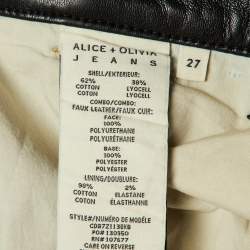 ALICE + OLIVIA
JEANS
27
SHELL/EXTERIEUR:
62% 38%
COTTON LYOCELL
COTON LYOCELL
COMBO/COMBO:
FAUX LEATHER/FAUX CUIR:
FACE:
100%
POLYURETHANE
POLYURETHANE
BASE:
100%
POLYESTER
POLYESTER
LINING/DOUBLURE:
98% 2%
COTTON ELASTANE
COTON ÉLASTHANNE
STYLE#/NUMÉRO DE MODÈLE
PO# 130350
RN# 107677
CARE ON REVERSE